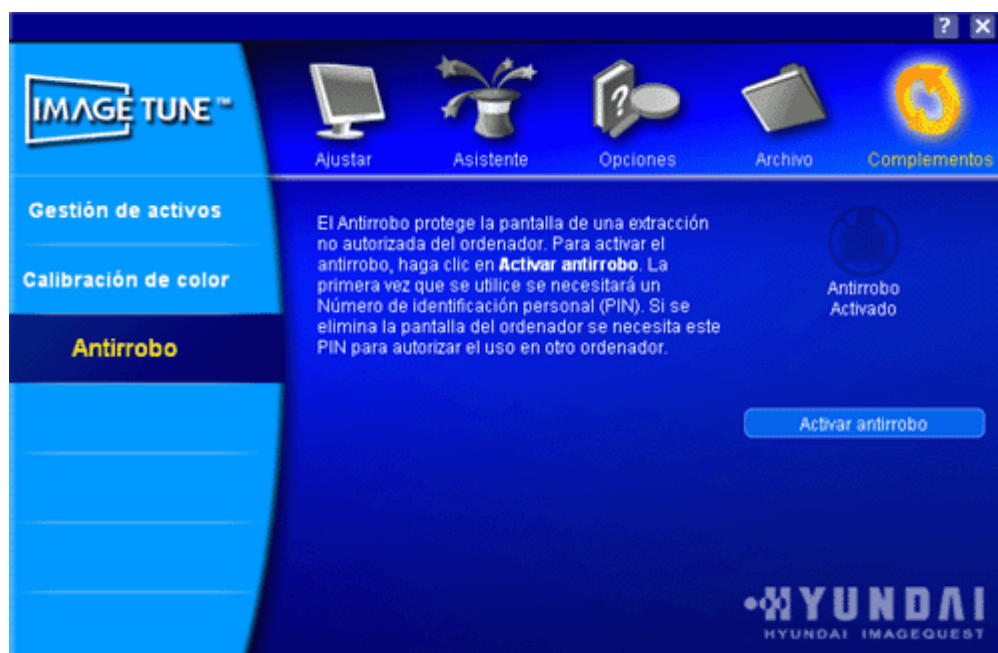 ? X
IMAGE TUNE™
Ajustar
Asistente
Opciones
Archivo
Complementos
Gestión de activos
Calibración de color
Antirrobo
El Antirrobo protege la pantalla de una extracción
no autorizada del ordenador. Para activar el
antirrobo, haga clic en Activar antirrobo. La
primera vez que se utilice se necesitará un
Número de identificación personal (PIN). Si se
elimina la pantalla del ordenador se necesita este
PIN para autorizar el uso en otro ordenador.
Antirrobo
Activado
Activar antirrobo
HYUNDAI
HYUNDAI IMAGEQUEST